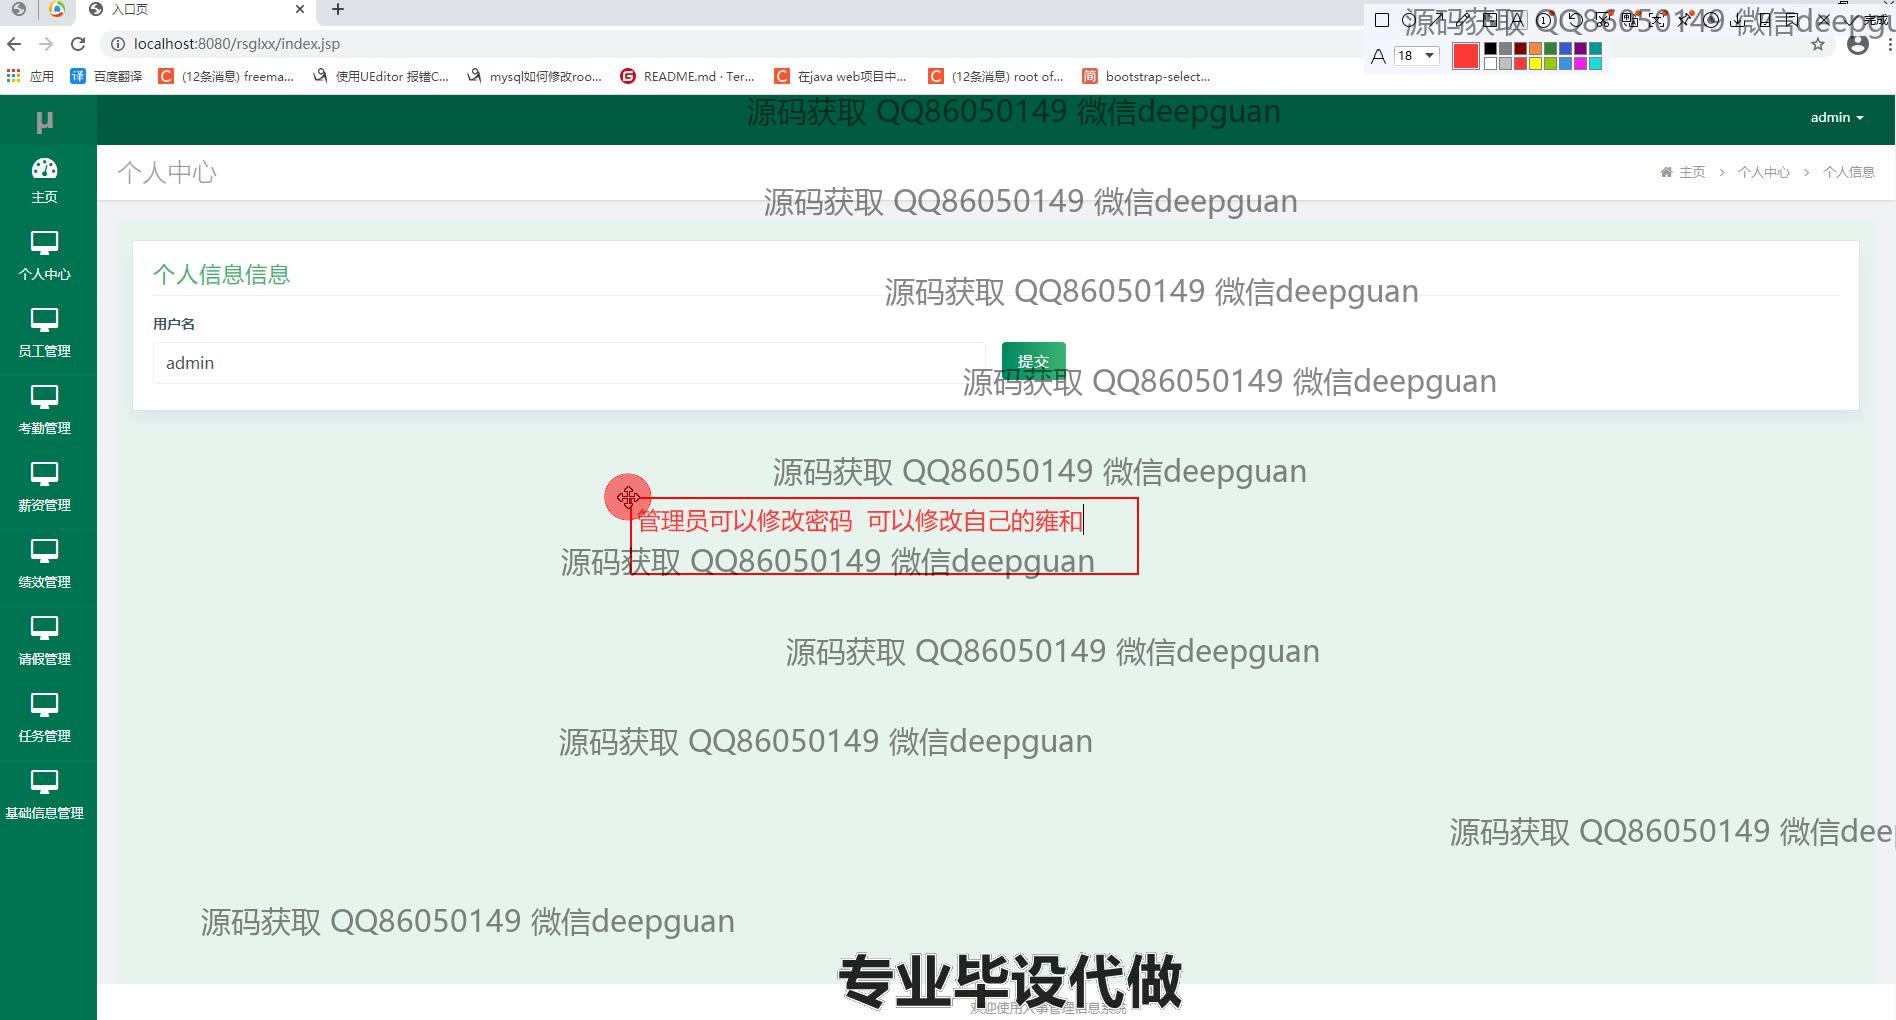 入口页
localhost:8080/rsglxx/index.jsp
完成
A 18
应用 百度翻译 (12条消息) freema... 使用UEditor 报错C... mysql如何修改roo... README.md · Ter... 在java web项目中... (12条消息) root of... bootstrap-select...
源码获取 QQ86050149 微信deepgu
源码获取 QQ86050149 微信deepguan
μ
admin
主页
个人中心
主页 > 个人中心 > 个人信息
源码获取 QQ86050149 微信deepguan
个人中心
个人信息信息
源码获取 QQ86050149 微信deepguan
用户名
员工管理
admin
提交
源码获取 QQ86050149 微信deepguan
考勤管理
源码获取 QQ86050149 微信deepguan
薪资管理
管理员可以修改密码 可以修改自己的雍和
源码获取 QQ86050149 微信deepguan
绩效管理
请假管理
源码获取 QQ86050149 微信deepguan
任务管理
源码获取 QQ86050149 微信deepguan
基础信息管理
源码获取 QQ86050149 微信dee
源码获取 QQ86050149 微信deepguan
专业毕设代做
欢迎使用人事管理信息系统